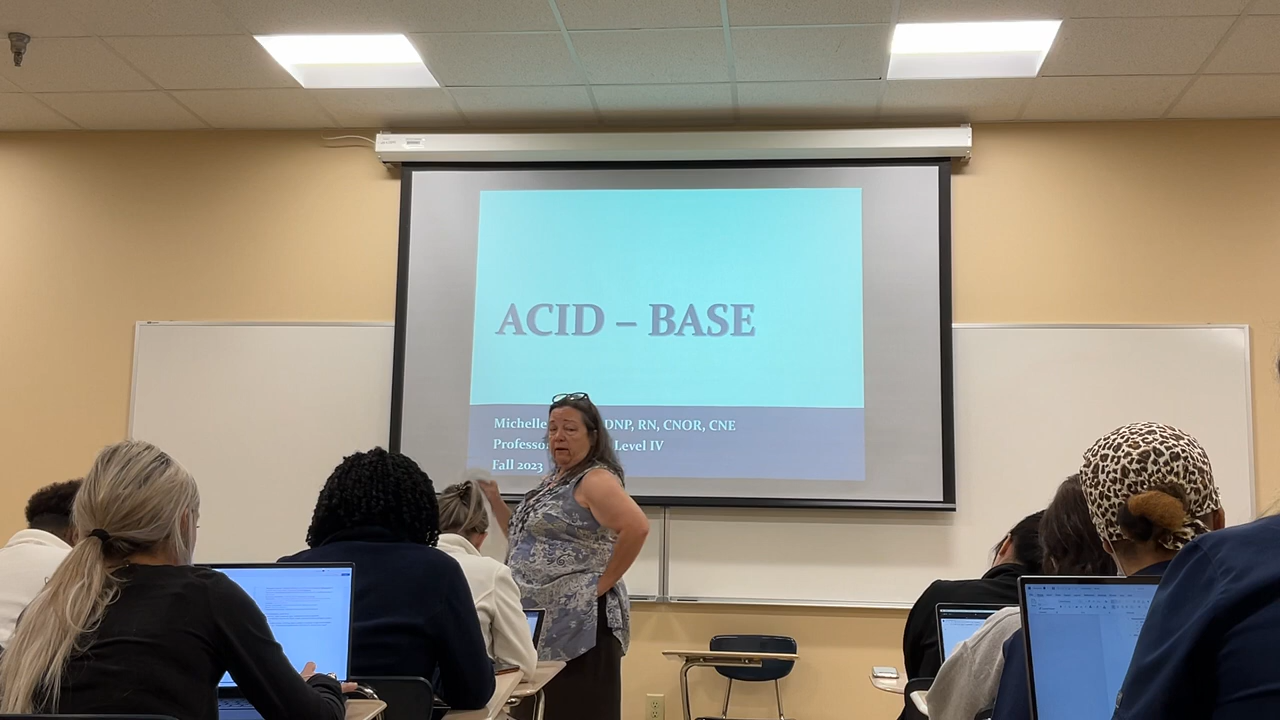 ACID – BASE
Michelle DNP, RN, CNOR, CNE
Professor Level IV
Fall 2023